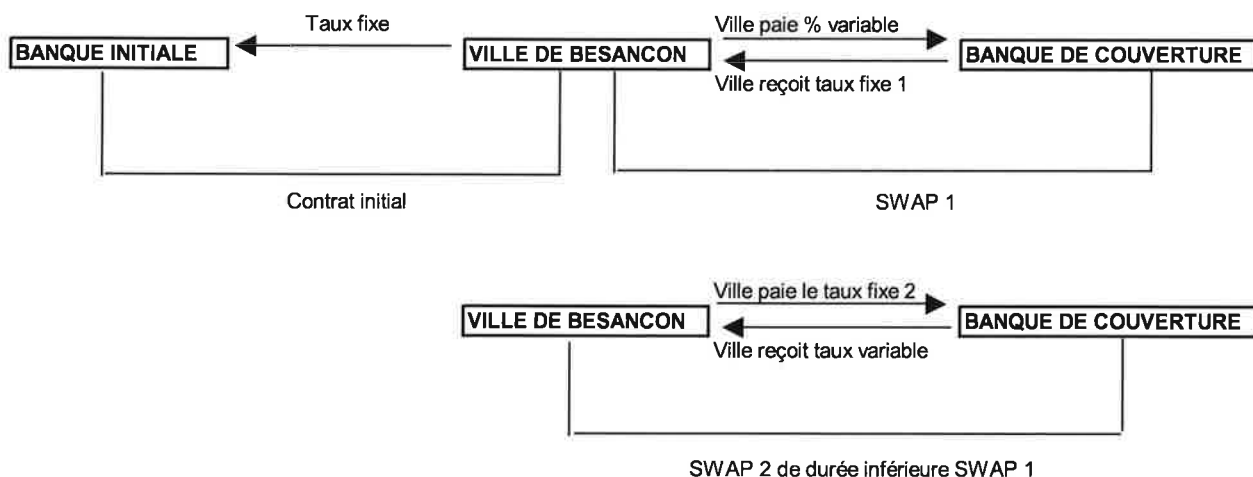 Taux fixe
Ville paie % variable
BANQUE INITIALE
VILLE DE BESANCON
BANQUE DE COUVERTURE
Ville reçoit taux fixe 1
Contrat initial
SWAP 1
Ville paie le taux fixe 2
VILLE DE BESANCON
BANQUE DE COUVERTURE
Ville reçoit taux variable
SWAP 2 de durée inférieure SWAP 1